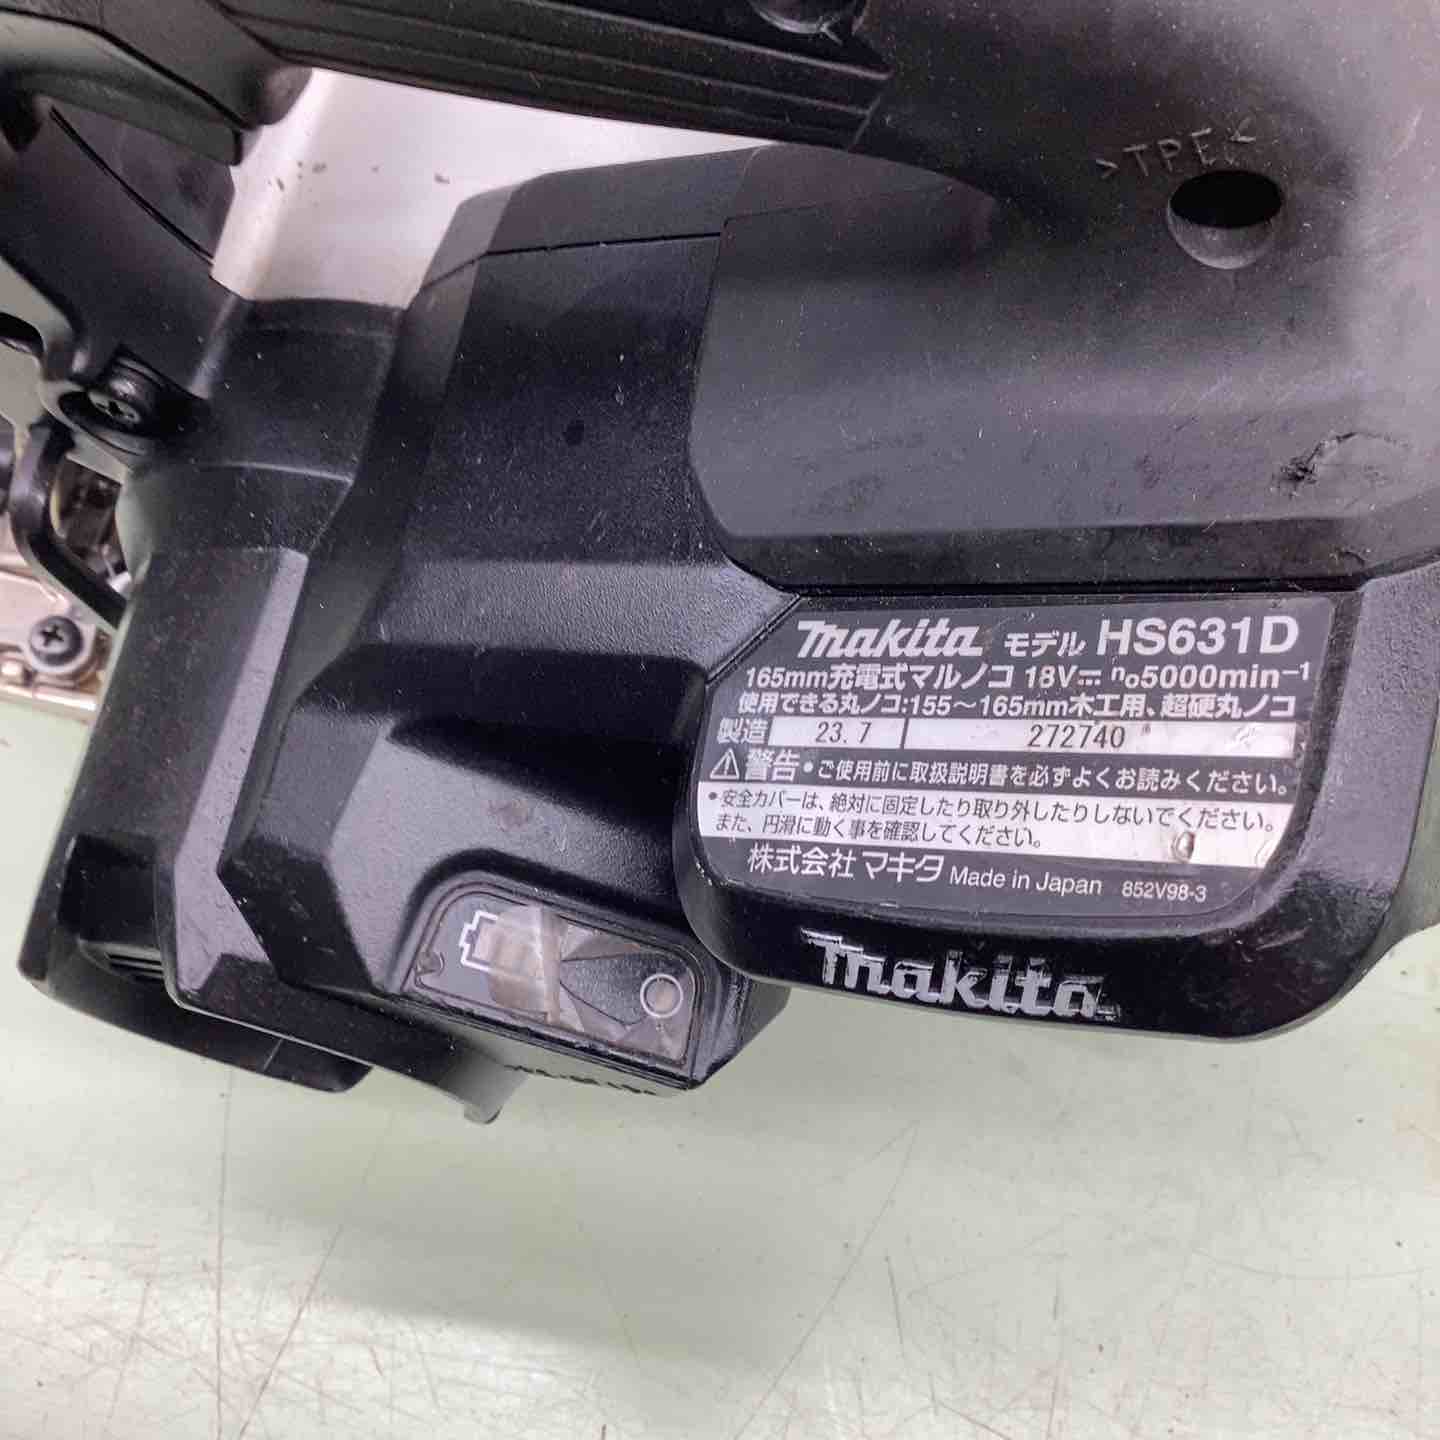 >TPE<
makita モデル HS631D
165mm充電式マルノコ 18V⎓ n₀5000min⁻¹
使用できる丸ノコ:155〜165mm木工用、超硬丸ノコ
製造 23.7 272740
⚠警告•ご使用前に取扱説明書を必ずよくお読みください。
•安全カバーは、絶対に固定したり取り外したりしないでください。
また、円滑に動く事を確認してください。
株式会社 マキタ Made in Japan 852V98-3
makita